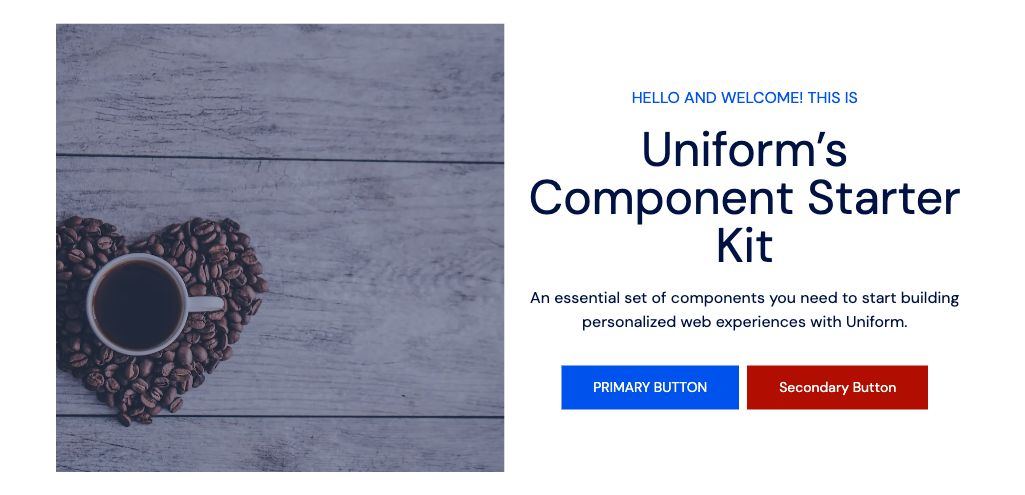 HELLO AND WELCOME! THIS IS
Uniform’s
Component Starter
Kit
An essential set of components you need to start building
personalized web experiences with Uniform.
PRIMARY BUTTON
Secondary Button